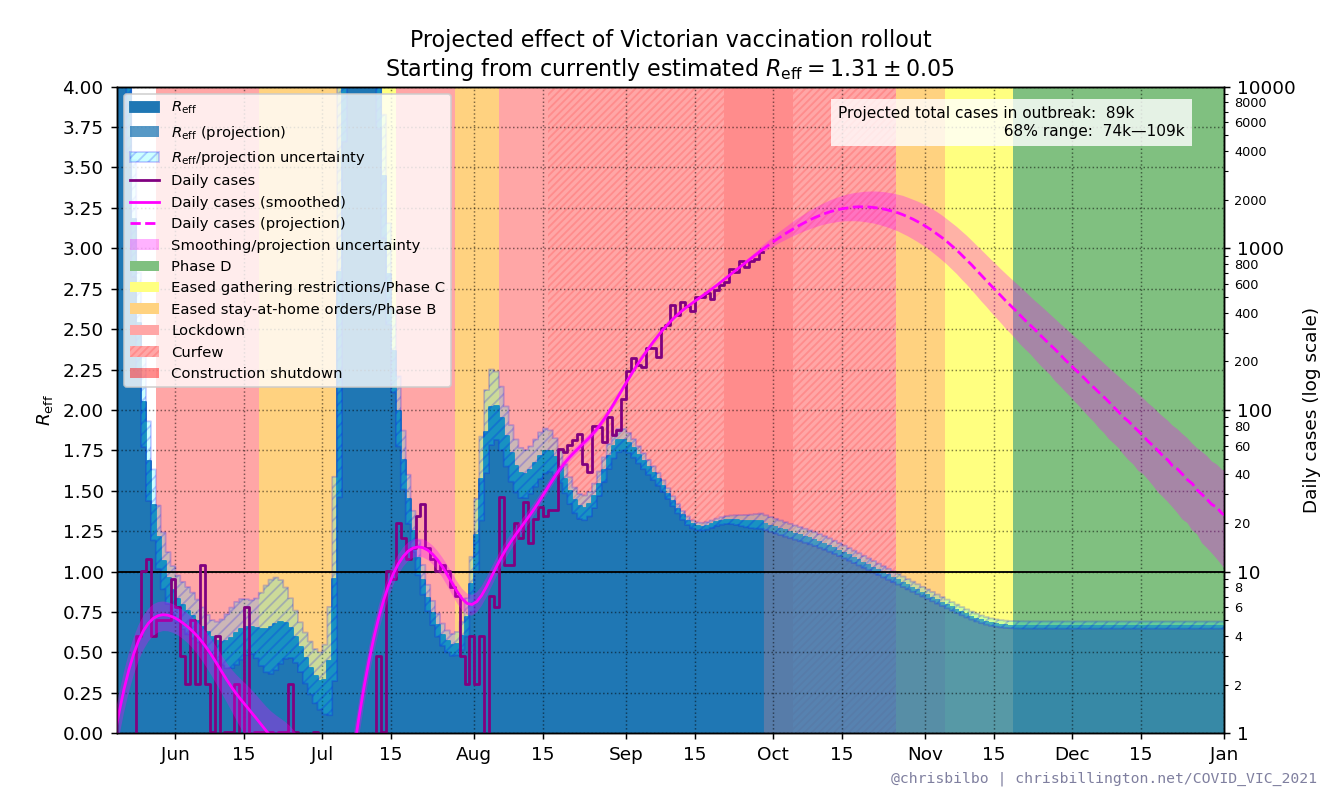 Projected effect of Victorian vaccination rollout
Starting from currently estimated R_eff = 1.31 ± 0.05
4.00
3.75
3.50
3.25
3.00
2.75
2.50
2.25
2.00
1.75
1.50
1.25
1.00
0.75
0.50
0.25
0.00
R_eff
R_eff
R_eff (projection)
R_eff/projection uncertainty
Daily cases
Daily cases (smoothed)
Daily cases (projection)
Smoothing/projection uncertainty
Phase D
Eased gathering restrictions/Phase C
Eased stay-at-home orders/Phase B
Lockdown
Curfew
Construction shutdown
Projected total cases in outbreak: 89k
68% range: 74k—109k
10000
8000
6000
4000
2000
1000
800
600
400
200
100
80
60
40
20
10
8
6
4
2
1
Daily cases (log scale)
Jun 15 Jul 15 Aug 15 Sep 15 Oct 15 Nov 15 Dec 15 Jan
@chrisbilbo | chrisbillington.net/COVID_VIC_2021